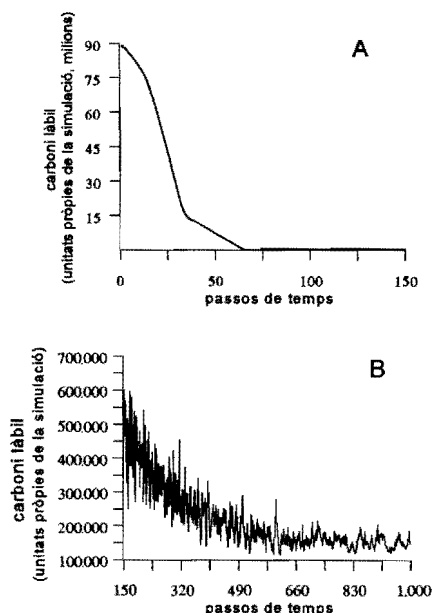 A
carboni làbil
(unitats pròpies de la simulació, milions)
90
75
60
45
30
15
0
50
100
150
passos de temps
B
carboni làbil
(unitats pròpies de la simulació)
700,000
600,000
500,000
400,000
300,000
200,000
100,000
150
320
490
660
830
1,000
passos de temps